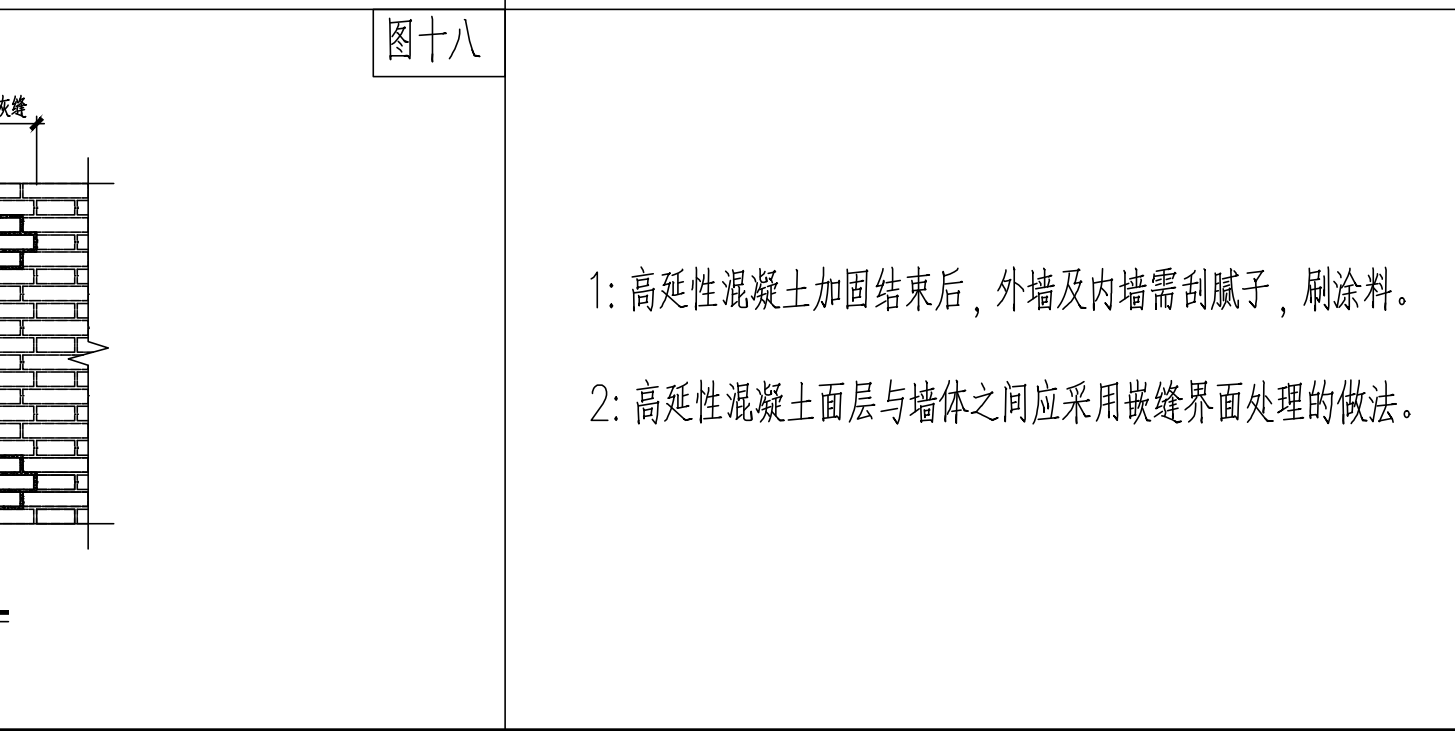 图十八
灰缝
1: 高延性混凝土加固结束后, 外墙及内墙需刮腻子, 刷涂料。
2: 高延性混凝土面层与墙体之间应采用嵌缝界面处理的做法。